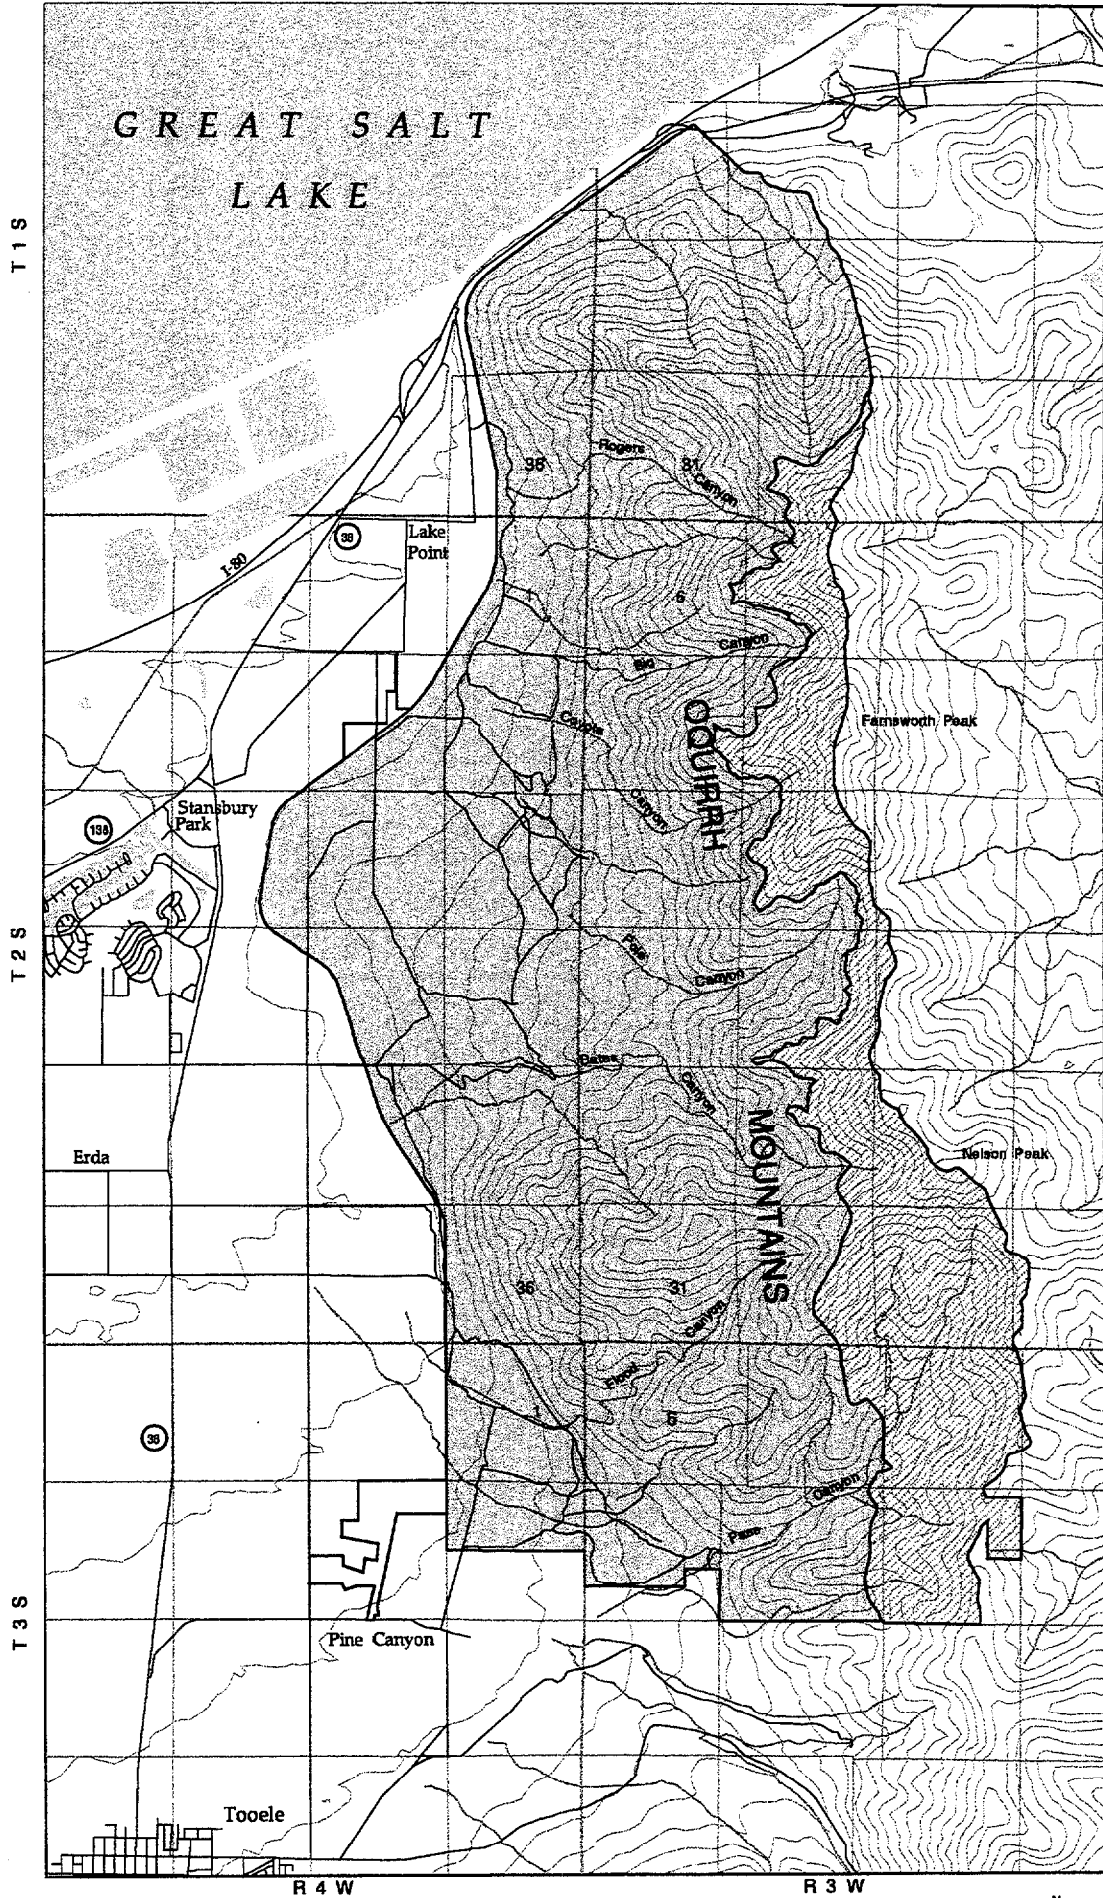 GREAT SALT
LAKE
T 1 S
Rogers
36
31
Canyon
36
Lake
Point
I-80
1
6
Canyon
Big
OQUIRRH
Farnsworth Peak
Canyon
Stansbury
Park
138
T 2 S
Pole
Canyon
Bates
Canyon
MOUNTAINS
Erda
Nelson Peak
36
31
Canyon
Flood
1
6
36
Canyon
Pass
T 3 S
Pine Canyon
Tooele
R 4 W
R 3 W
N